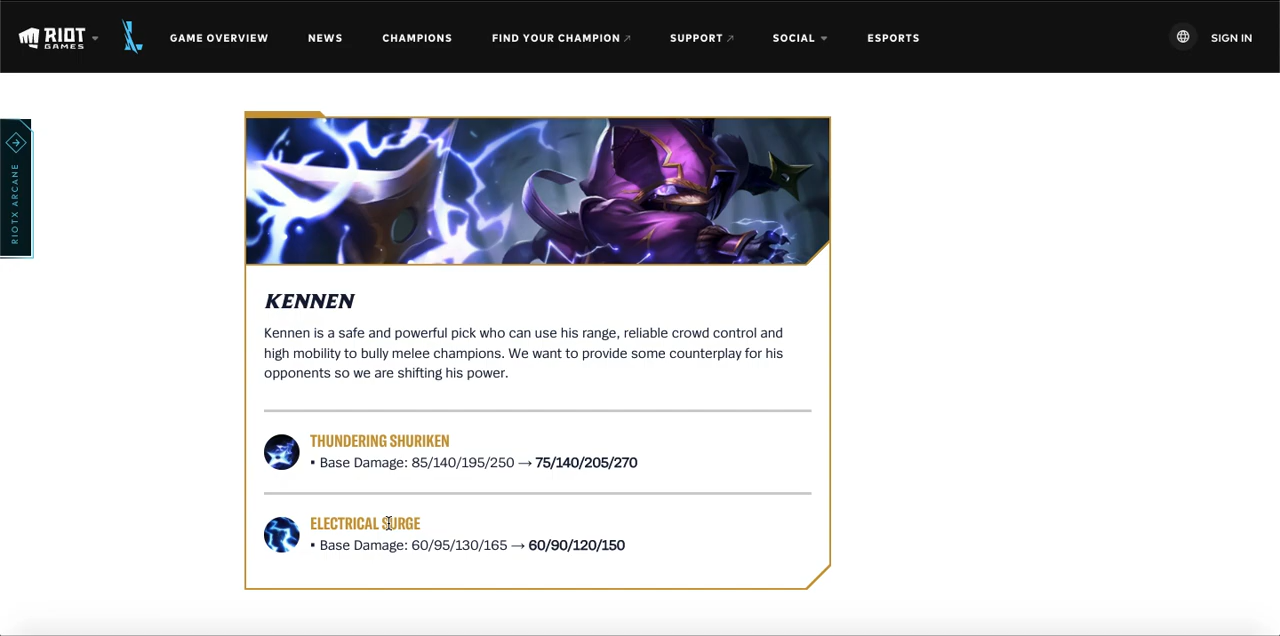 RIOT GAMES
GAME OVERVIEW
NEWS
CHAMPIONS
FIND YOUR CHAMPION ↗
SUPPORT ↗
SOCIAL
ESPORTS
SIGN IN
RIOTX ARCANE
KENNEN
Kennen is a safe and powerful pick who can use his range, reliable crowd control and
high mobility to bully melee champions. We want to provide some counterplay for his
opponents so we are shifting his power.
THUNDERING SHURIKEN
▪ Base Damage: 85/140/195/250 → 75/140/205/270
ELECTRICAL SURGE
▪ Base Damage: 60/95/130/165 → 60/90/120/150